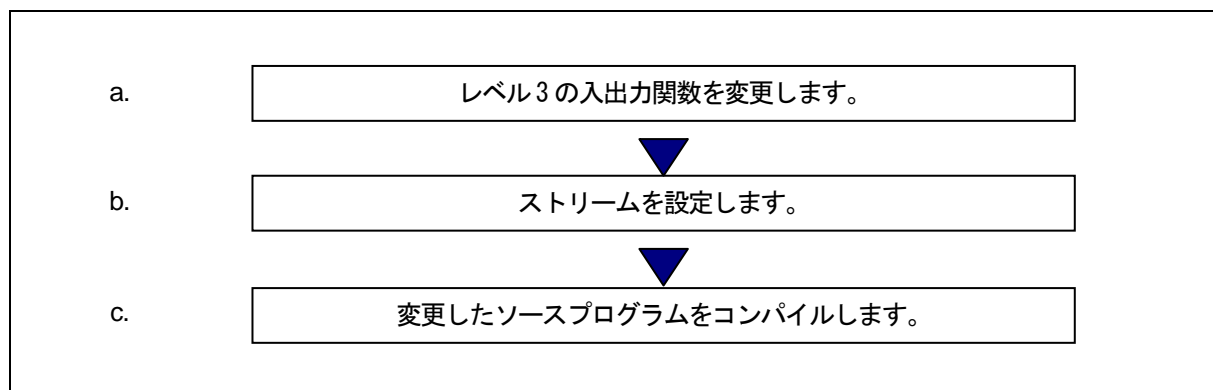 a. レベル3の入出力関数を変更します。
b. ストリームを設定します。
c. 変更したソースプログラムをコンパイルします。